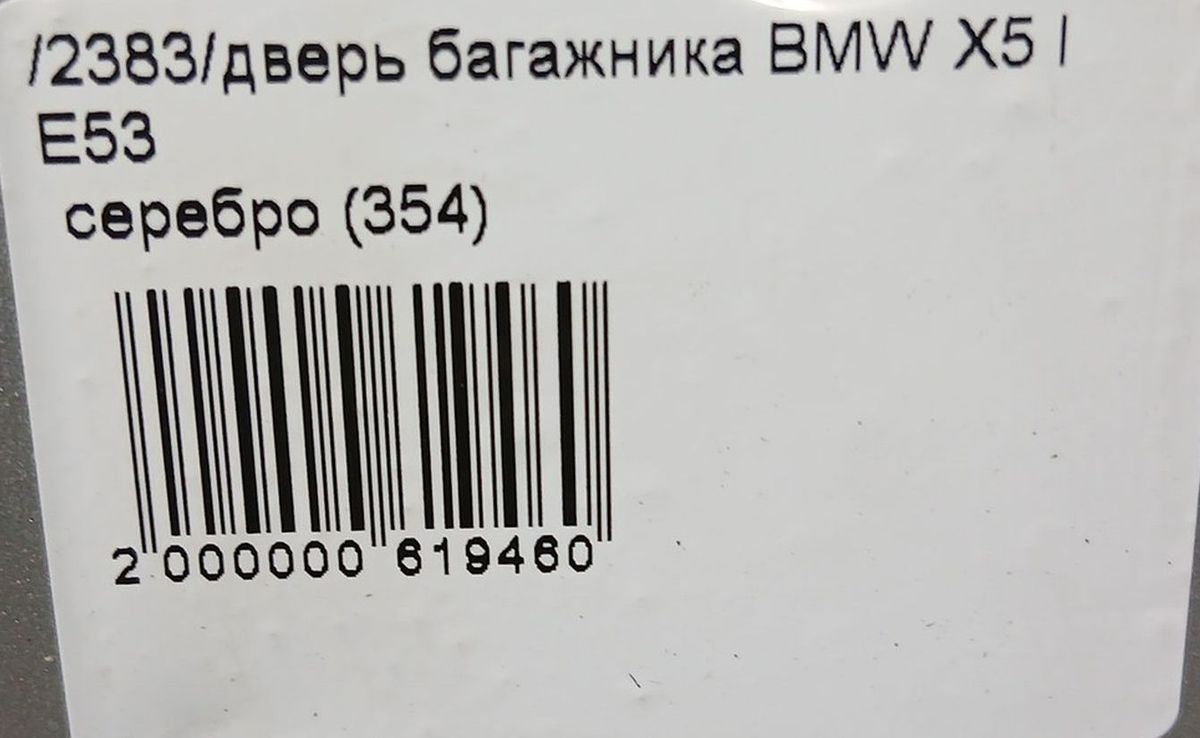 /2383/дверь багажника BMW X5 I
E53
серебро (354)
2 000000 619460